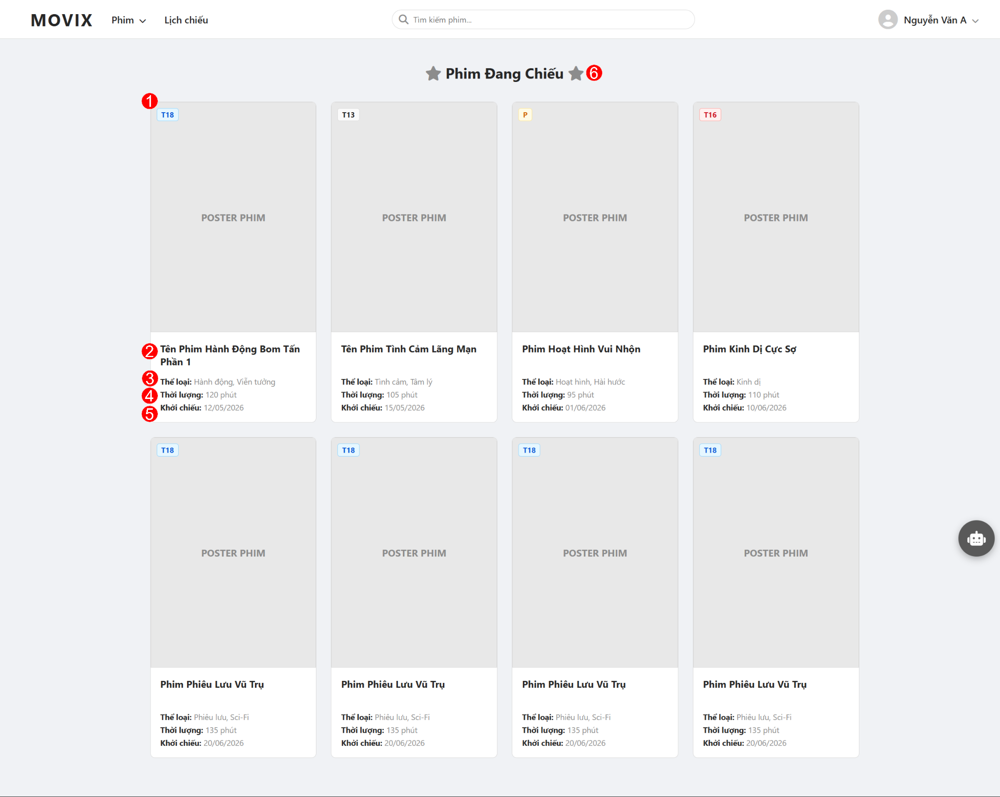 MOVIX Phim Lịch chiếu Tìm kiếm phim... Nguyễn Văn A
Phim Đang Chiếu 6
1
T18 T13 P T16
POSTER PHIM POSTER PHIM POSTER PHIM POSTER PHIM
2 Tên Phim Hành Động Bom Tấn Phần 1
3 Thể loại: Hành động, Viễn tưởng
4 Thời lượng: 120 phút
5 Khởi chiếu: 12/05/2026
Tên Phim Tình Cảm Lãng Mạn
Thể loại: Tình cảm, Tâm lý
Thời lượng: 105 phút
Khởi chiếu: 15/05/2026
Phim Hoạt Hình Vui Nhộn
Thể loại: Hoạt hình, Hài hước
Thời lượng: 95 phút
Khởi chiếu: 01/06/2026
Phim Kinh Dị Cực Sợ
Thể loại: Kinh dị
Thời lượng: 110 phút
Khởi chiếu: 10/06/2026
T18 T18 T18 T18
POSTER PHIM POSTER PHIM POSTER PHIM POSTER PHIM
Phim Phiêu Lưu Vũ Trụ
Thể loại: Phiêu lưu, Sci-Fi
Thời lượng: 135 phút
Khởi chiếu: 20/06/2026
Phim Phiêu Lưu Vũ Trụ
Thể loại: Phiêu lưu, Sci-Fi
Thời lượng: 135 phút
Khởi chiếu: 20/06/2026
Phim Phiêu Lưu Vũ Trụ
Thể loại: Phiêu lưu, Sci-Fi
Thời lượng: 135 phút
Khởi chiếu: 20/06/2026
Phim Phiêu Lưu Vũ Trụ
Thể loại: Phiêu lưu, Sci-Fi
Thời lượng: 135 phút
Khởi chiếu: 20/06/2026